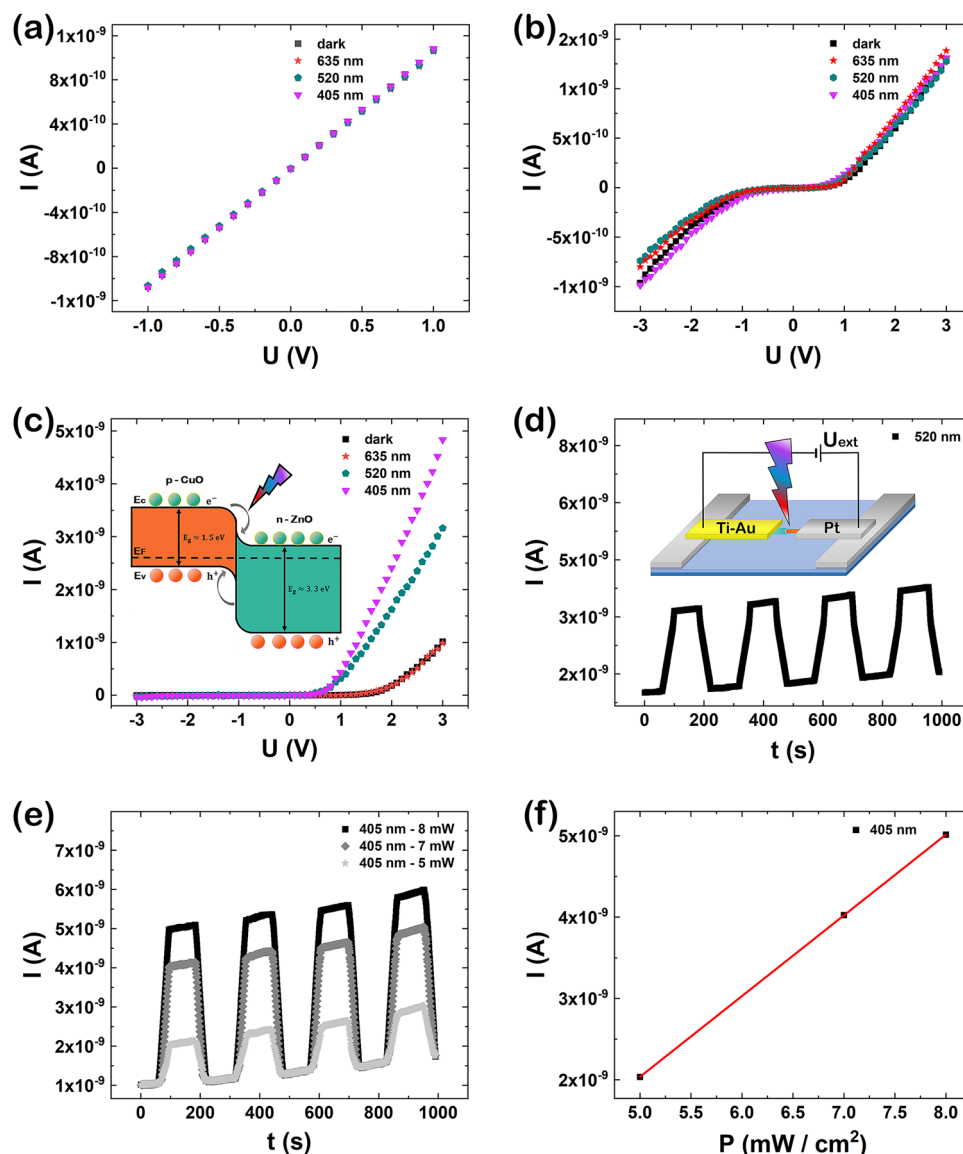 (a)
1x10⁻⁹
8x10⁻¹⁰
4x10⁻¹⁰
0
-4x10⁻¹⁰
-8x10⁻¹⁰
-1x10⁻⁹
I (A)
dark
635 nm
520 nm
405 nm
-1.0 -0.5 0.0 0.5 1.0
U (V)
(b)
2x10⁻⁹
1x10⁻⁹
5x10⁻¹⁰
0
-5x10⁻¹⁰
-1x10⁻⁹
I (A)
dark
635 nm
520 nm
405 nm
-3 -2 -1 0 1 2 3
U (V)
(c)
5x10⁻⁹
4x10⁻⁹
3x10⁻⁹
2x10⁻⁹
1x10⁻⁹
0
I (A)
dark
635 nm
520 nm
405 nm
p - CuO
E_C e⁻
n - ZnO
e⁻
E_g ≈ 1.5 eV
E_F
E_V h⁺
E_g ≈ 3.3 eV
h⁺
-3 -2 -1 0 1 2 3
U (V)
(d)
8x10⁻⁹
6x10⁻⁹
5x10⁻⁹
3x10⁻⁹
2x10⁻⁹
I (A)
520 nm
U_ext
Ti-Au Pt
0 200 400 600 800 1000
t (s)
(e)
7x10⁻⁹
6x10⁻⁹
5x10⁻⁹
4x10⁻⁹
3x10⁻⁹
2x10⁻⁹
1x10⁻⁹
I (A)
405 nm - 8 mW
405 nm - 7 mW
405 nm - 5 mW
0 200 400 600 800 1000
t (s)
(f)
5x10⁻⁹
4x10⁻⁹
3x10⁻⁹
2x10⁻⁹
I (A)
405 nm
5.0 5.5 6.0 6.5 7.0 7.5 8.0
P (mW / cm²)